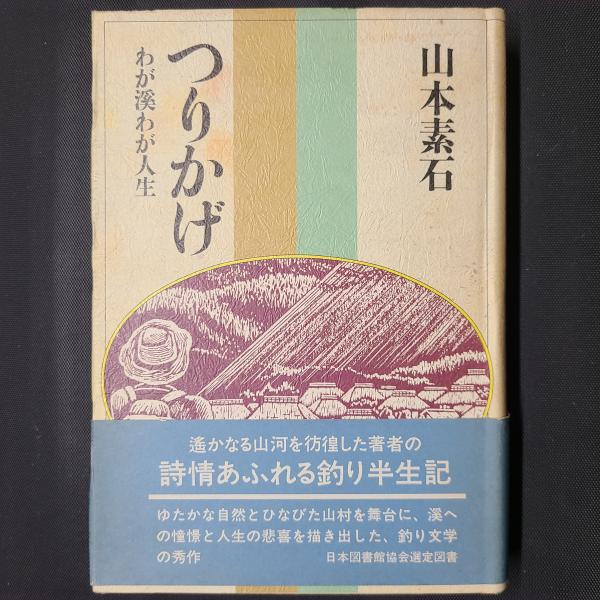 山本素石
つりかげ
わが溪わが人生
遙かなる山河を彷徨した著者の
詩情あふれる釣り半生記
ゆたかな自然とひなびた山村を舞台に、溪へ
の憧憬と人生の悲喜を描き出した、釣り文学
の秀作
日本図書館協会選定図書